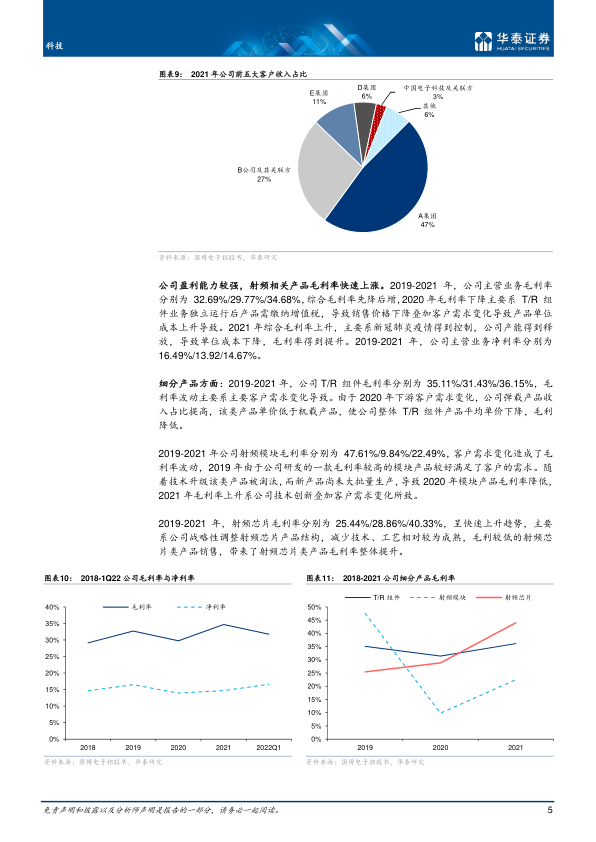 科技
华泰证券
HUATAI SECURITIES
图表9： 2021 年公司前五大客户收入占比
D集团
6%
中国电子科技及关联方
3%
其他
6%
E集团
11%
B公司及其关联方
27%
A集团
47%
资料来源：国博电子招股书，华泰研究
公司盈利能力较强，射频相关产品毛利率快速上涨。2019-2021 年，公司主营业务毛利率
分别为 32.69%/29.77%/34.68%，综合毛利率先降后增，2020 年毛利率下降主要系 T/R 组
件业务独立运行后产品需缴纳增值税，导致销售价格下降叠加客户需求变化导致产品单位
成本上升导致。2021 年综合毛利率上升，主要系新冠肺炎疫情得到控制，公司产能得到释
放，导致单位成本下降，毛利率得到提升。2019-2021 年，公司主营业务净利率分别为
16.49%/13.92/14.67%。
细分产品方面：2019-2021 年，公司 T/R 组件毛利率分别为 35.11%/31.43%/36.15%，毛
利率波动主要系主要客户需求变化导致。由于 2020 年下游客户需求变化，公司弹载产品收
入占比提高，该类产品单价低于机载产品，使公司整体 T/R 组件产品平均单价下降，毛利
降低。
2019-2021 年公司射频模块毛利率分别为 47.61%/9.84%/22.49%，客户需求变化造成了毛
利率波动，2019 年由于公司研发的一款毛利率较高的模块产品较好满足了客户的需求。随
着技术升级该类产品被淘汰，而新产品尚未大批量生产，导致 2020 年模块产品毛利率降低，
2021 年毛利率上升系公司技术创新叠加客户需求变化所致。
2019-2021 年，射频芯片毛利率分别为 25.44%/28.86%/40.33%，呈快速上升趋势，主要
系公司战略性调整射频芯片产品结构，减少技术、工艺相对较为成熟，毛利较低的射频芯
片类产品销售，带来了射频芯片类产品毛利率整体提升。
图表10： 2018-1Q22 公司毛利率与净利率
毛利率 净利率
40%
35%
30%
25%
20%
15%
10%
5%
0%
2018 2019 2020 2021 2022Q1
资料来源：国博电子招股书，华泰研究
图表11： 2018-2021 公司细分产品毛利率
T/R 组件 射频模块 射频芯片
50%
45%
40%
35%
30%
25%
20%
15%
10%
5%
0%
2019 2020 2021
资料来源：国博电子招股书，华泰研究
免责声明和披露以及分析师声明是报告的一部分，请务必一起阅读。 5